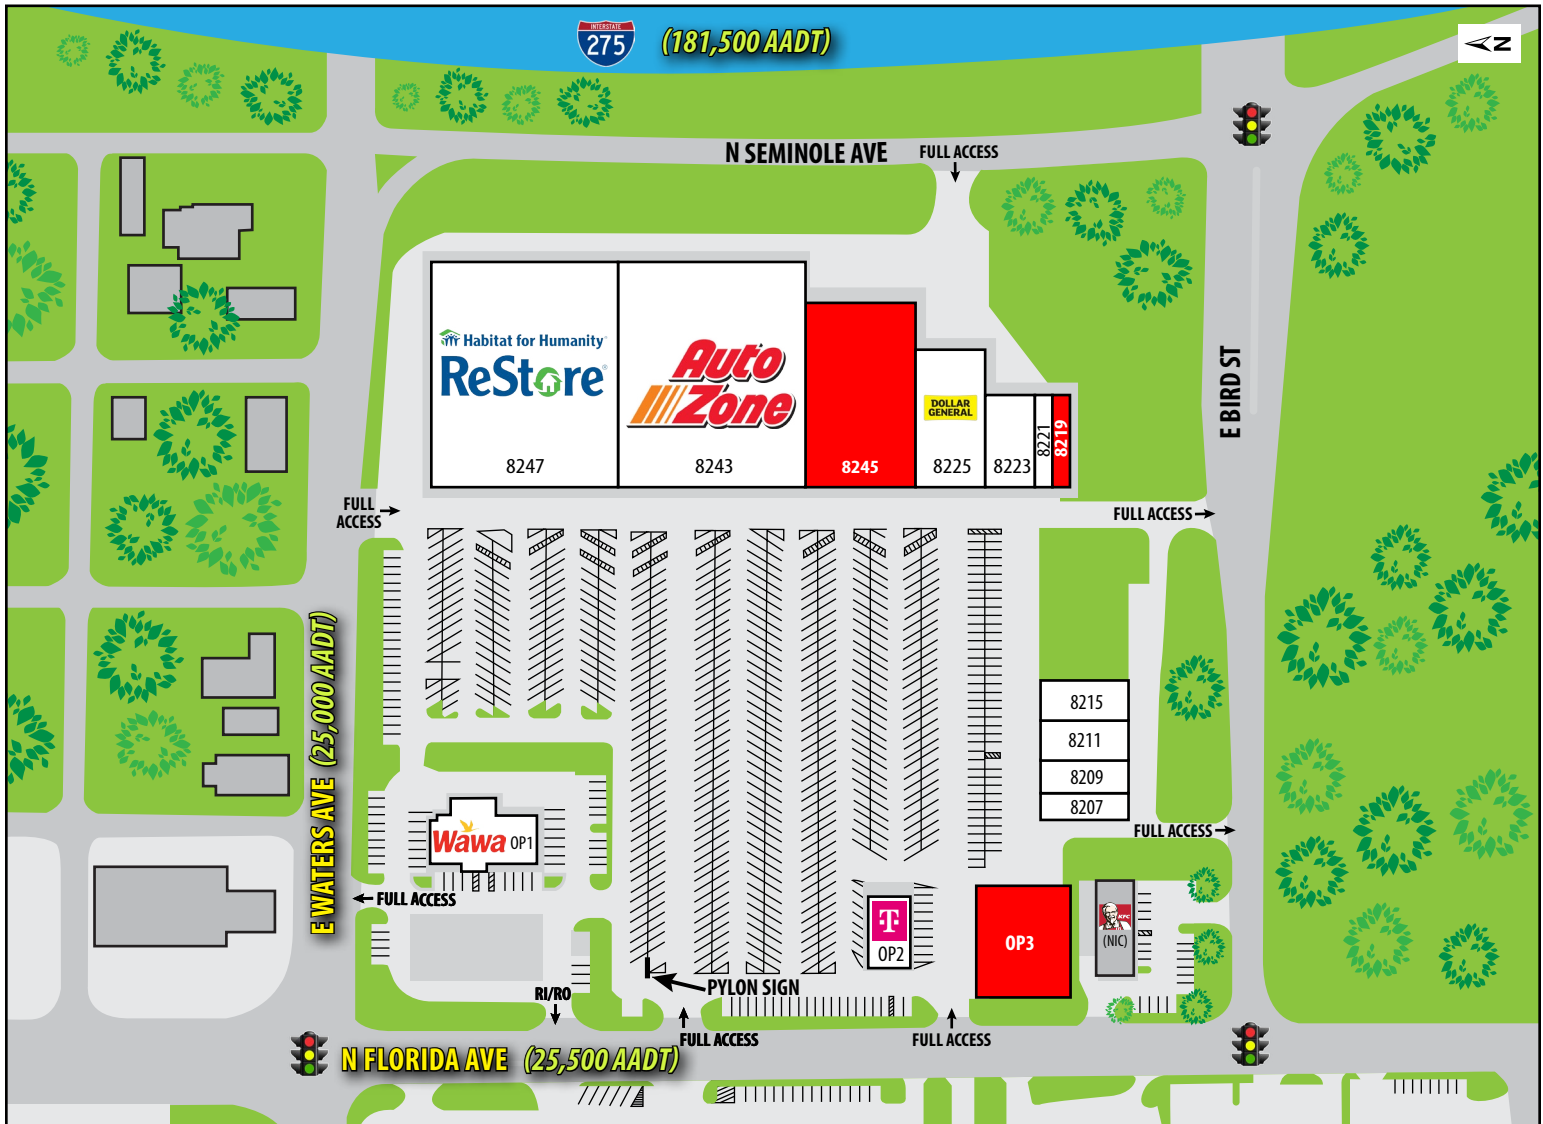 INTERSTATE
275
(181,500 AADT)
N
N SEMINOLE AVE
FULL ACCESS
E BIRD ST
Habitat for Humanity®
ReStore®
8247
Auto
Zone
8243
8245
DOLLAR
GENERAL
8225
8223
8221
8219
FULL
ACCESS
FULL ACCESS
E WATERS AVE (25,000 AADT)
8215
8211
8209
8207
FULL ACCESS
Wawa OP1
FULL ACCESS
T
OP2
OP3
KFC
(NIC)
PYLON SIGN
RI/RO
FULL ACCESS
FULL ACCESS
N FLORIDA AVE (25,500 AADT)